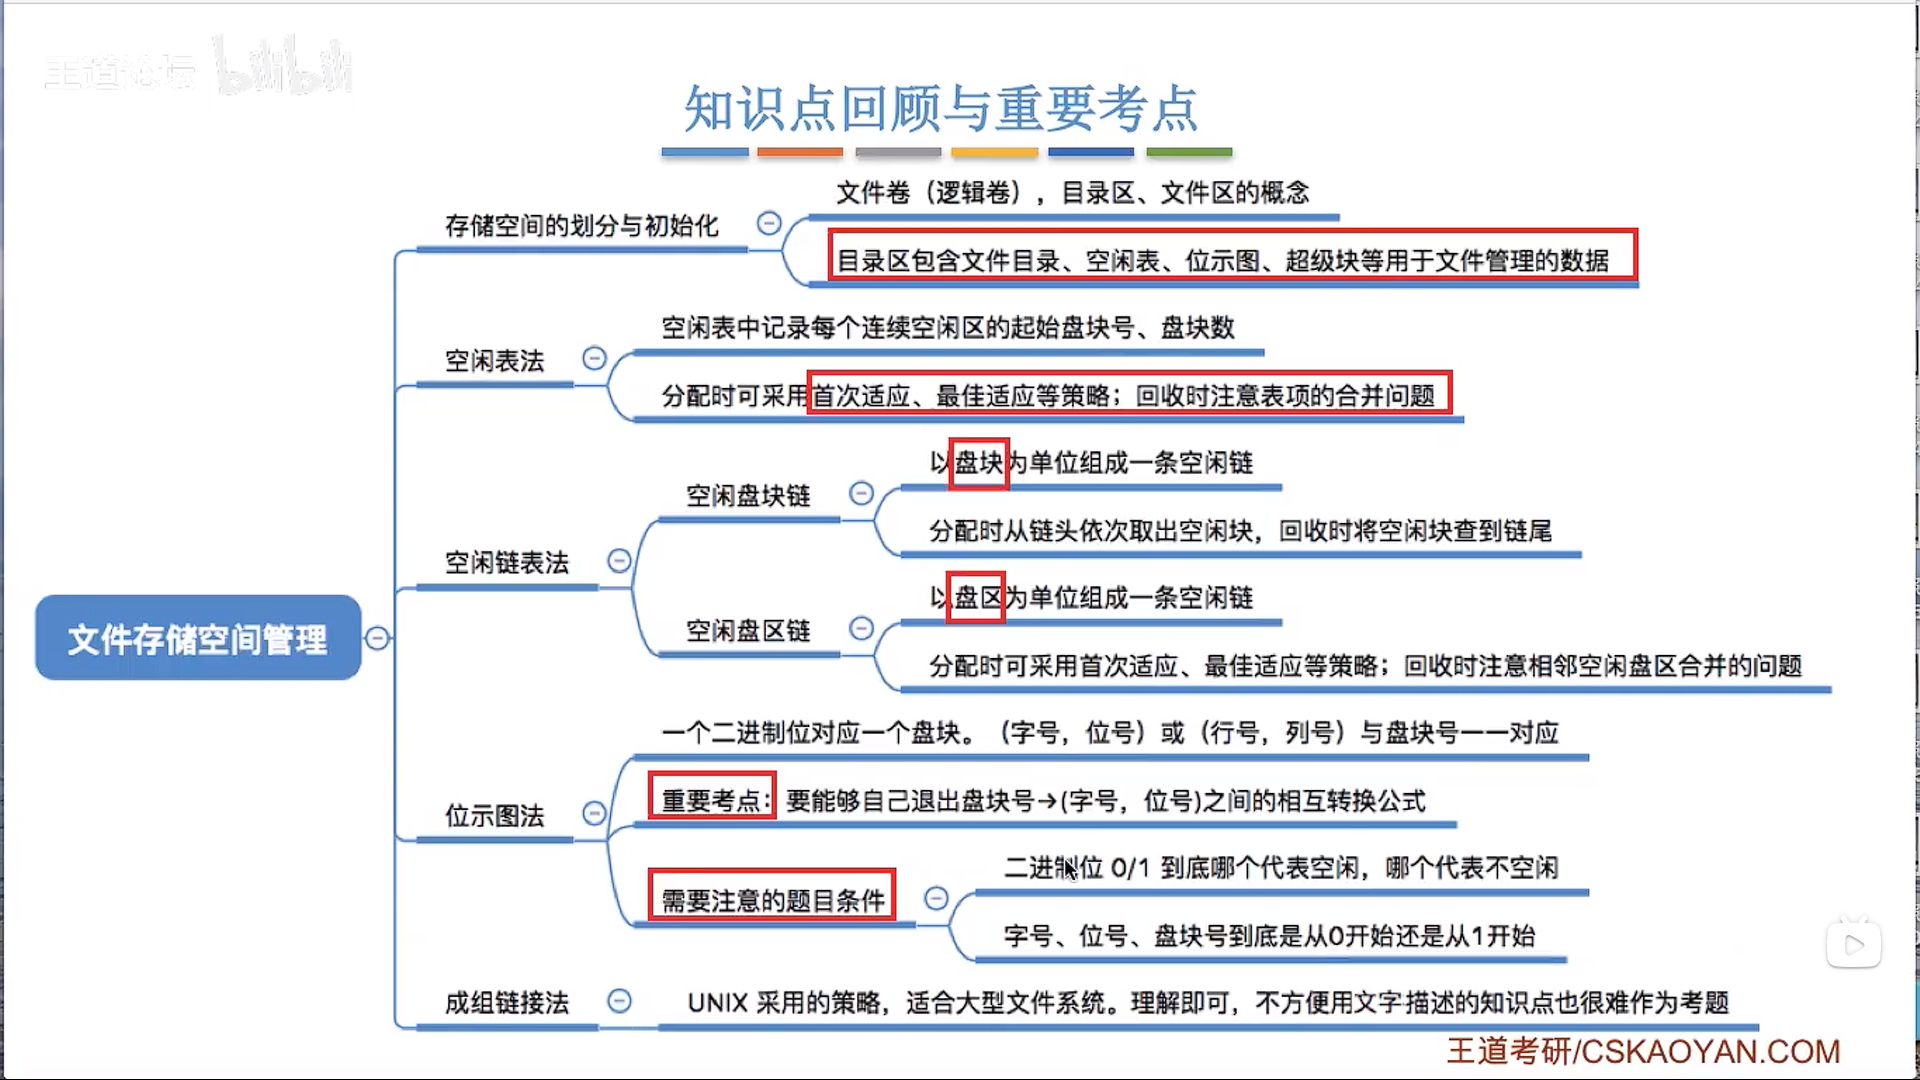 王道论坛 bilibili
知识点回顾与重要考点
文件存储空间管理
存储空间的划分与初始化
文件卷（逻辑卷），目录区、文件区的概念
目录区包含文件目录、空闲表、位示图、超级块等用于文件管理的数据
空闲表法
空闲表中记录每个连续空闲区的起始盘块号、盘块数
分配时可采用首次适应、最佳适应等策略；回收时注意表项的合并问题
空闲链表法
空闲盘块链
以盘块为单位组成一条空闲链
分配时从链头依次取出空闲块，回收时将空闲块查到链尾
空闲盘区链
以盘区为单位组成一条空闲链
分配时可采用首次适应、最佳适应等策略；回收时注意相邻空闲盘区合并的问题
位示图法
一个二进制位对应一个盘块。（字号，位号）或（行号，列号）与盘块号一一对应
重要考点：要能够自己退出盘块号→(字号，位号)之间的相互转换公式
需要注意的题目条件
二进制位 0/1 到底哪个代表空闲，哪个代表不空闲
字号、位号、盘块号到底是从0开始还是从1开始
成组链接法
UNIX 采用的策略，适合大型文件系统。理解即可，不方便用文字描述的知识点也很难作为考题
王道考研/CSKAOYAN.COM